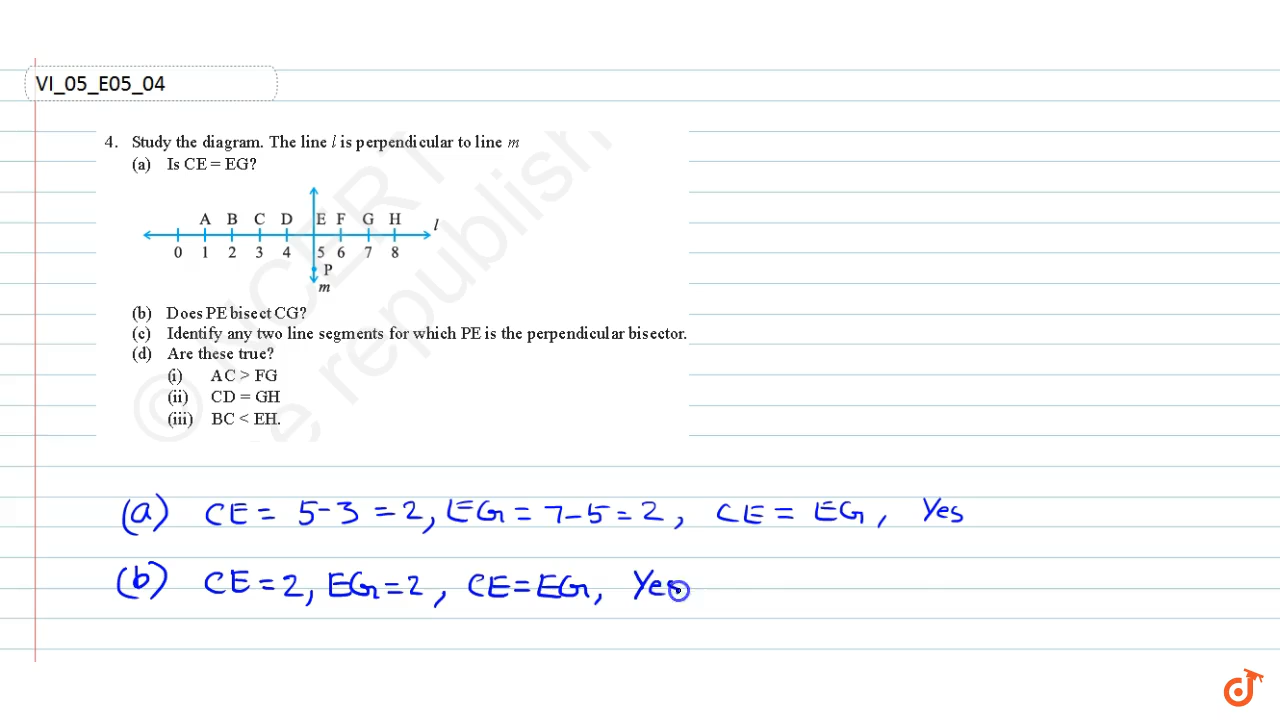 VI_05_E05_04
4. Study the diagram. The line l is perpendicular to line m
(a) Is CE = EG?
A B C D E F G H l
0 1 2 3 4 5 6 7 8
P
m
(b) Does PE bisect CG?
(c) Identify any two line segments for which PE is the perpendicular bisector.
(d) Are these true?
(i) AC > FG
(ii) CD = GH
(iii) BC < EH.
© NCERT
be republish
(a) CE = 5-3 = 2, EG = 7-5 = 2, CE = EG, Yes
(b) CE = 2, EG = 2, CE = EG, Yes